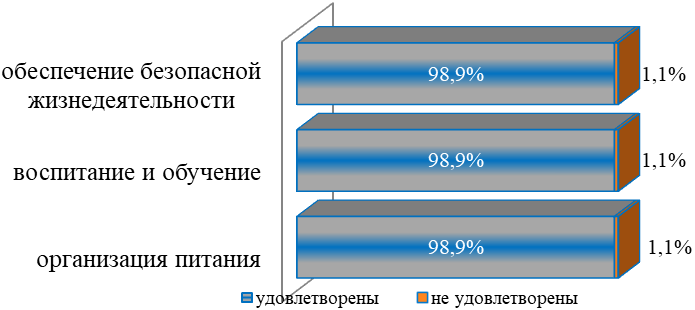 обеспечение безопасной
жизнедеятельности
98,9%
1,1%
воспитание и обучение
98,9%
1,1%
организация питания
98,9%
1,1%
удовлетворены
не удовлетворены